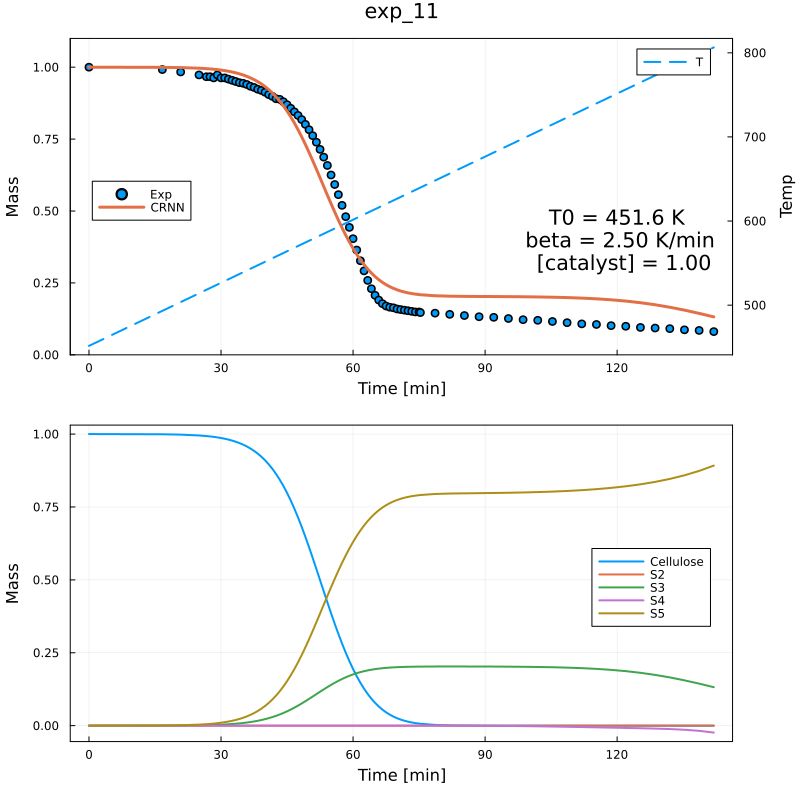 exp_11
1.00
0.75
0.50
0.25
0.00
Mass
Exp
CRNN
T
800
700
600
500
Temp
T0 = 451.6 K
beta = 2.50 K/min
[catalyst] = 1.00
0 30 60 90 120
Time [min]
1.00
0.75
0.50
0.25
0.00
Mass
Cellulose
S2
S3
S4
S5
0 30 60 90 120
Time [min]